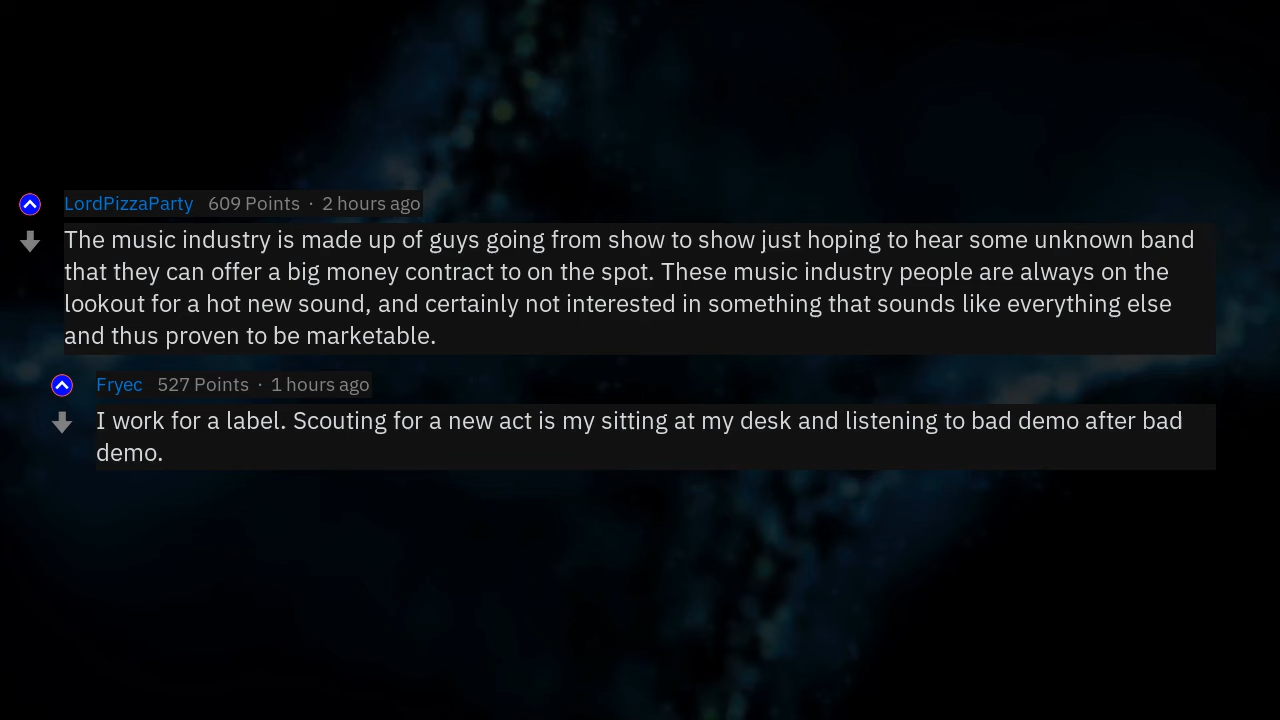 LordPizzaParty 609 Points · 2 hours ago
The music industry is made up of guys going from show to show just hoping to hear some unknown band
that they can offer a big money contract to on the spot. These music industry people are always on the
lookout for a hot new sound, and certainly not interested in something that sounds like everything else
and thus proven to be marketable.
Fryec 527 Points · 1 hours ago
I work for a label. Scouting for a new act is my sitting at my desk and listening to bad demo after bad
demo.